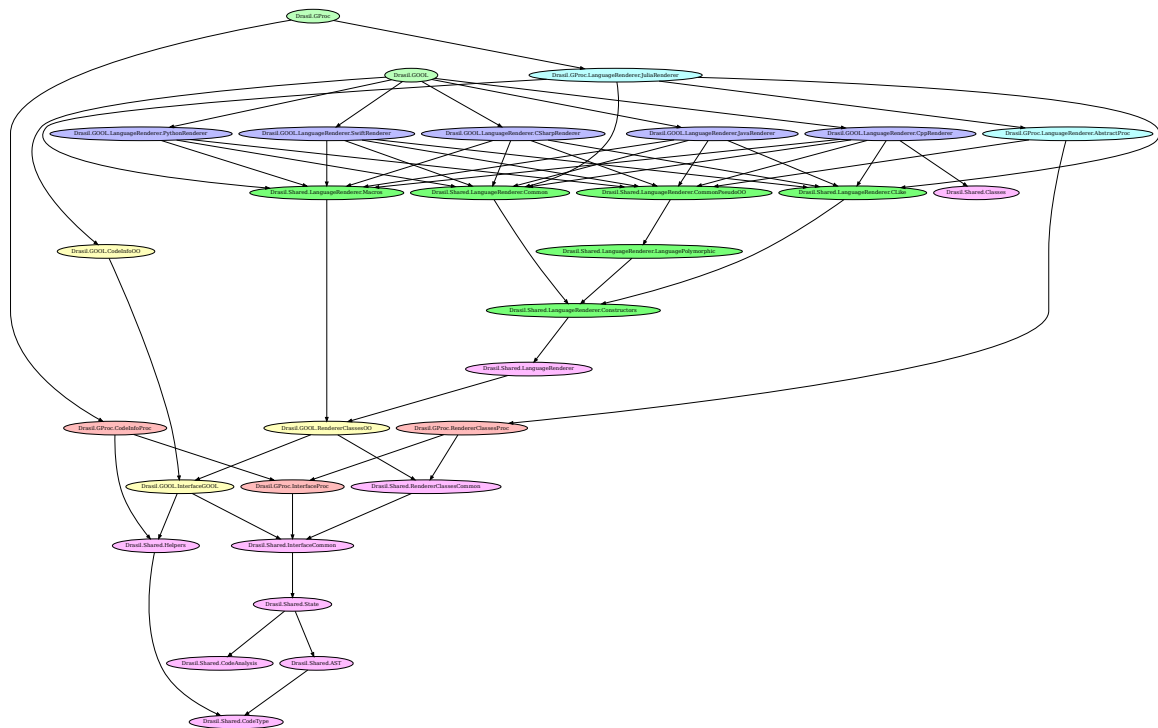 Drasil.GProc
Drasil.GOOL
Drasil.GProc.LanguageRenderer.JuliaRenderer
Drasil.GOOL.LanguageRenderer.PythonRenderer
Drasil.GOOL.LanguageRenderer.SwiftRenderer
Drasil.GOOL.LanguageRenderer.CSharpRenderer
Drasil.GOOL.LanguageRenderer.JavaRenderer
Drasil.GOOL.LanguageRenderer.CppRenderer
Drasil.GProc.LanguageRenderer.AbstractProc
Drasil.Shared.LanguageRenderer.Macros
Drasil.Shared.LanguageRenderer.Common
Drasil.Shared.LanguageRenderer.CommonPseudoOO
Drasil.Shared.LanguageRenderer.CLike
Drasil.Shared.Classes
Drasil.GOOL.CodeInfoOO
Drasil.Shared.LanguageRenderer.LanguagePolymorphic
Drasil.Shared.LanguageRenderer.Constructors
Drasil.Shared.LanguageRenderer
Drasil.GProc.CodeInfoProc
Drasil.GOOL.RendererClassesOO
Drasil.GProc.RendererClassesProc
Drasil.GOOL.InterfaceGOOL
Drasil.GProc.InterfaceProc
Drasil.Shared.RendererClassesCommon
Drasil.Shared.Helpers
Drasil.Shared.InterfaceCommon
Drasil.Shared.State
Drasil.Shared.CodeAnalysis
Drasil.Shared.AST
Drasil.Shared.CodeType